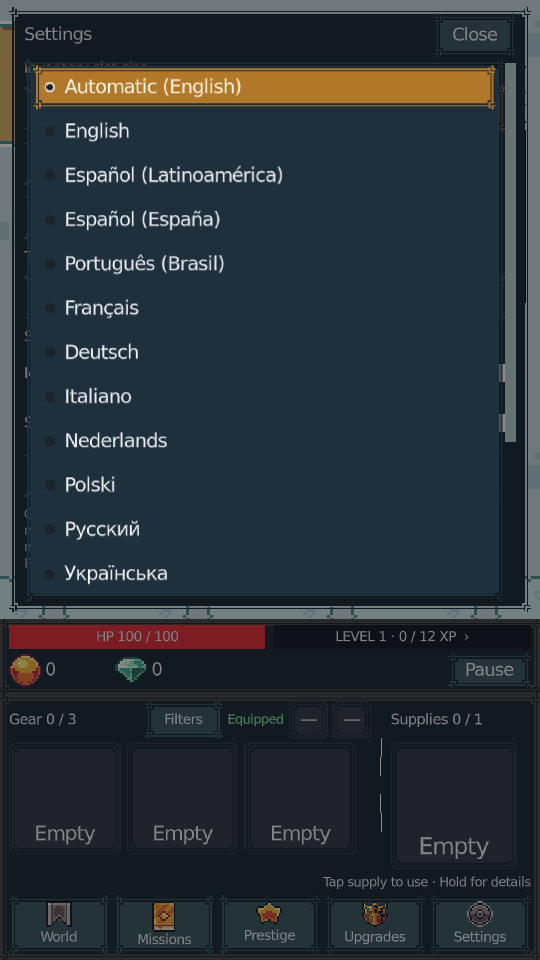 Settings
Close
Automatic (English)
English
Español (Latinoamérica)
Español (España)
Português (Brasil)
Français
Deutsch
Italiano
Nederlands
Polski
Русский
Українська
HP 100 / 100
LEVEL 1 · 0 / 12 XP ›
0
0
Pause
Gear 0 / 3
Filters
Equipped
—
—
Supplies 0 / 1
Empty
Empty
Empty
Empty
Tap supply to use · Hold for details
World
Missions
Prestige
Upgrades
Settings